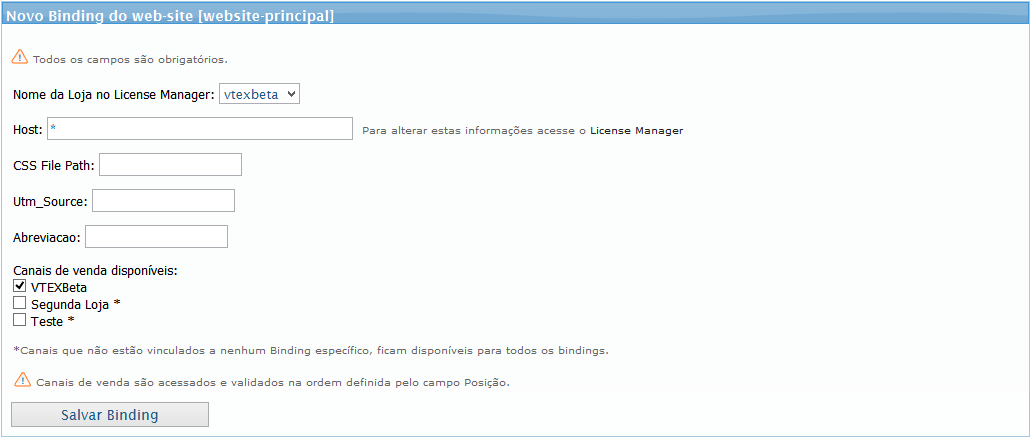 Novo Binding do web-site [website-principal]
Todos os campos são obrigatórios.
Nome da Loja no License Manager: vtexbeta
Host: * Para alterar estas informações acesse o License Manager
CSS File Path:
Utm_Source:
Abreviacao:
Canais de venda disponíveis:
VTEXBeta
Segunda Loja *
Teste *
*Canais que não estão vinculados a nenhum Binding específico, ficam disponíveis para todos os bindings.
Canais de venda são acessados e validados na ordem definida pelo campo Posição.
Salvar Binding